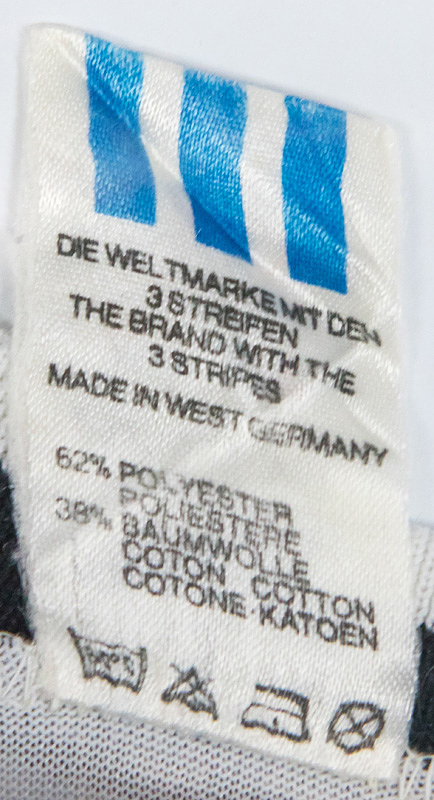 DIE WELTMARKE MIT DEN
3 STREIFEN
THE BRAND WITH THE
3 STRIPES
MADE IN WEST GERMANY
62% POLYESTER
POLIESTERE
38% BAUMWOLLE
COTON COTTON
COTONE-KATOEN